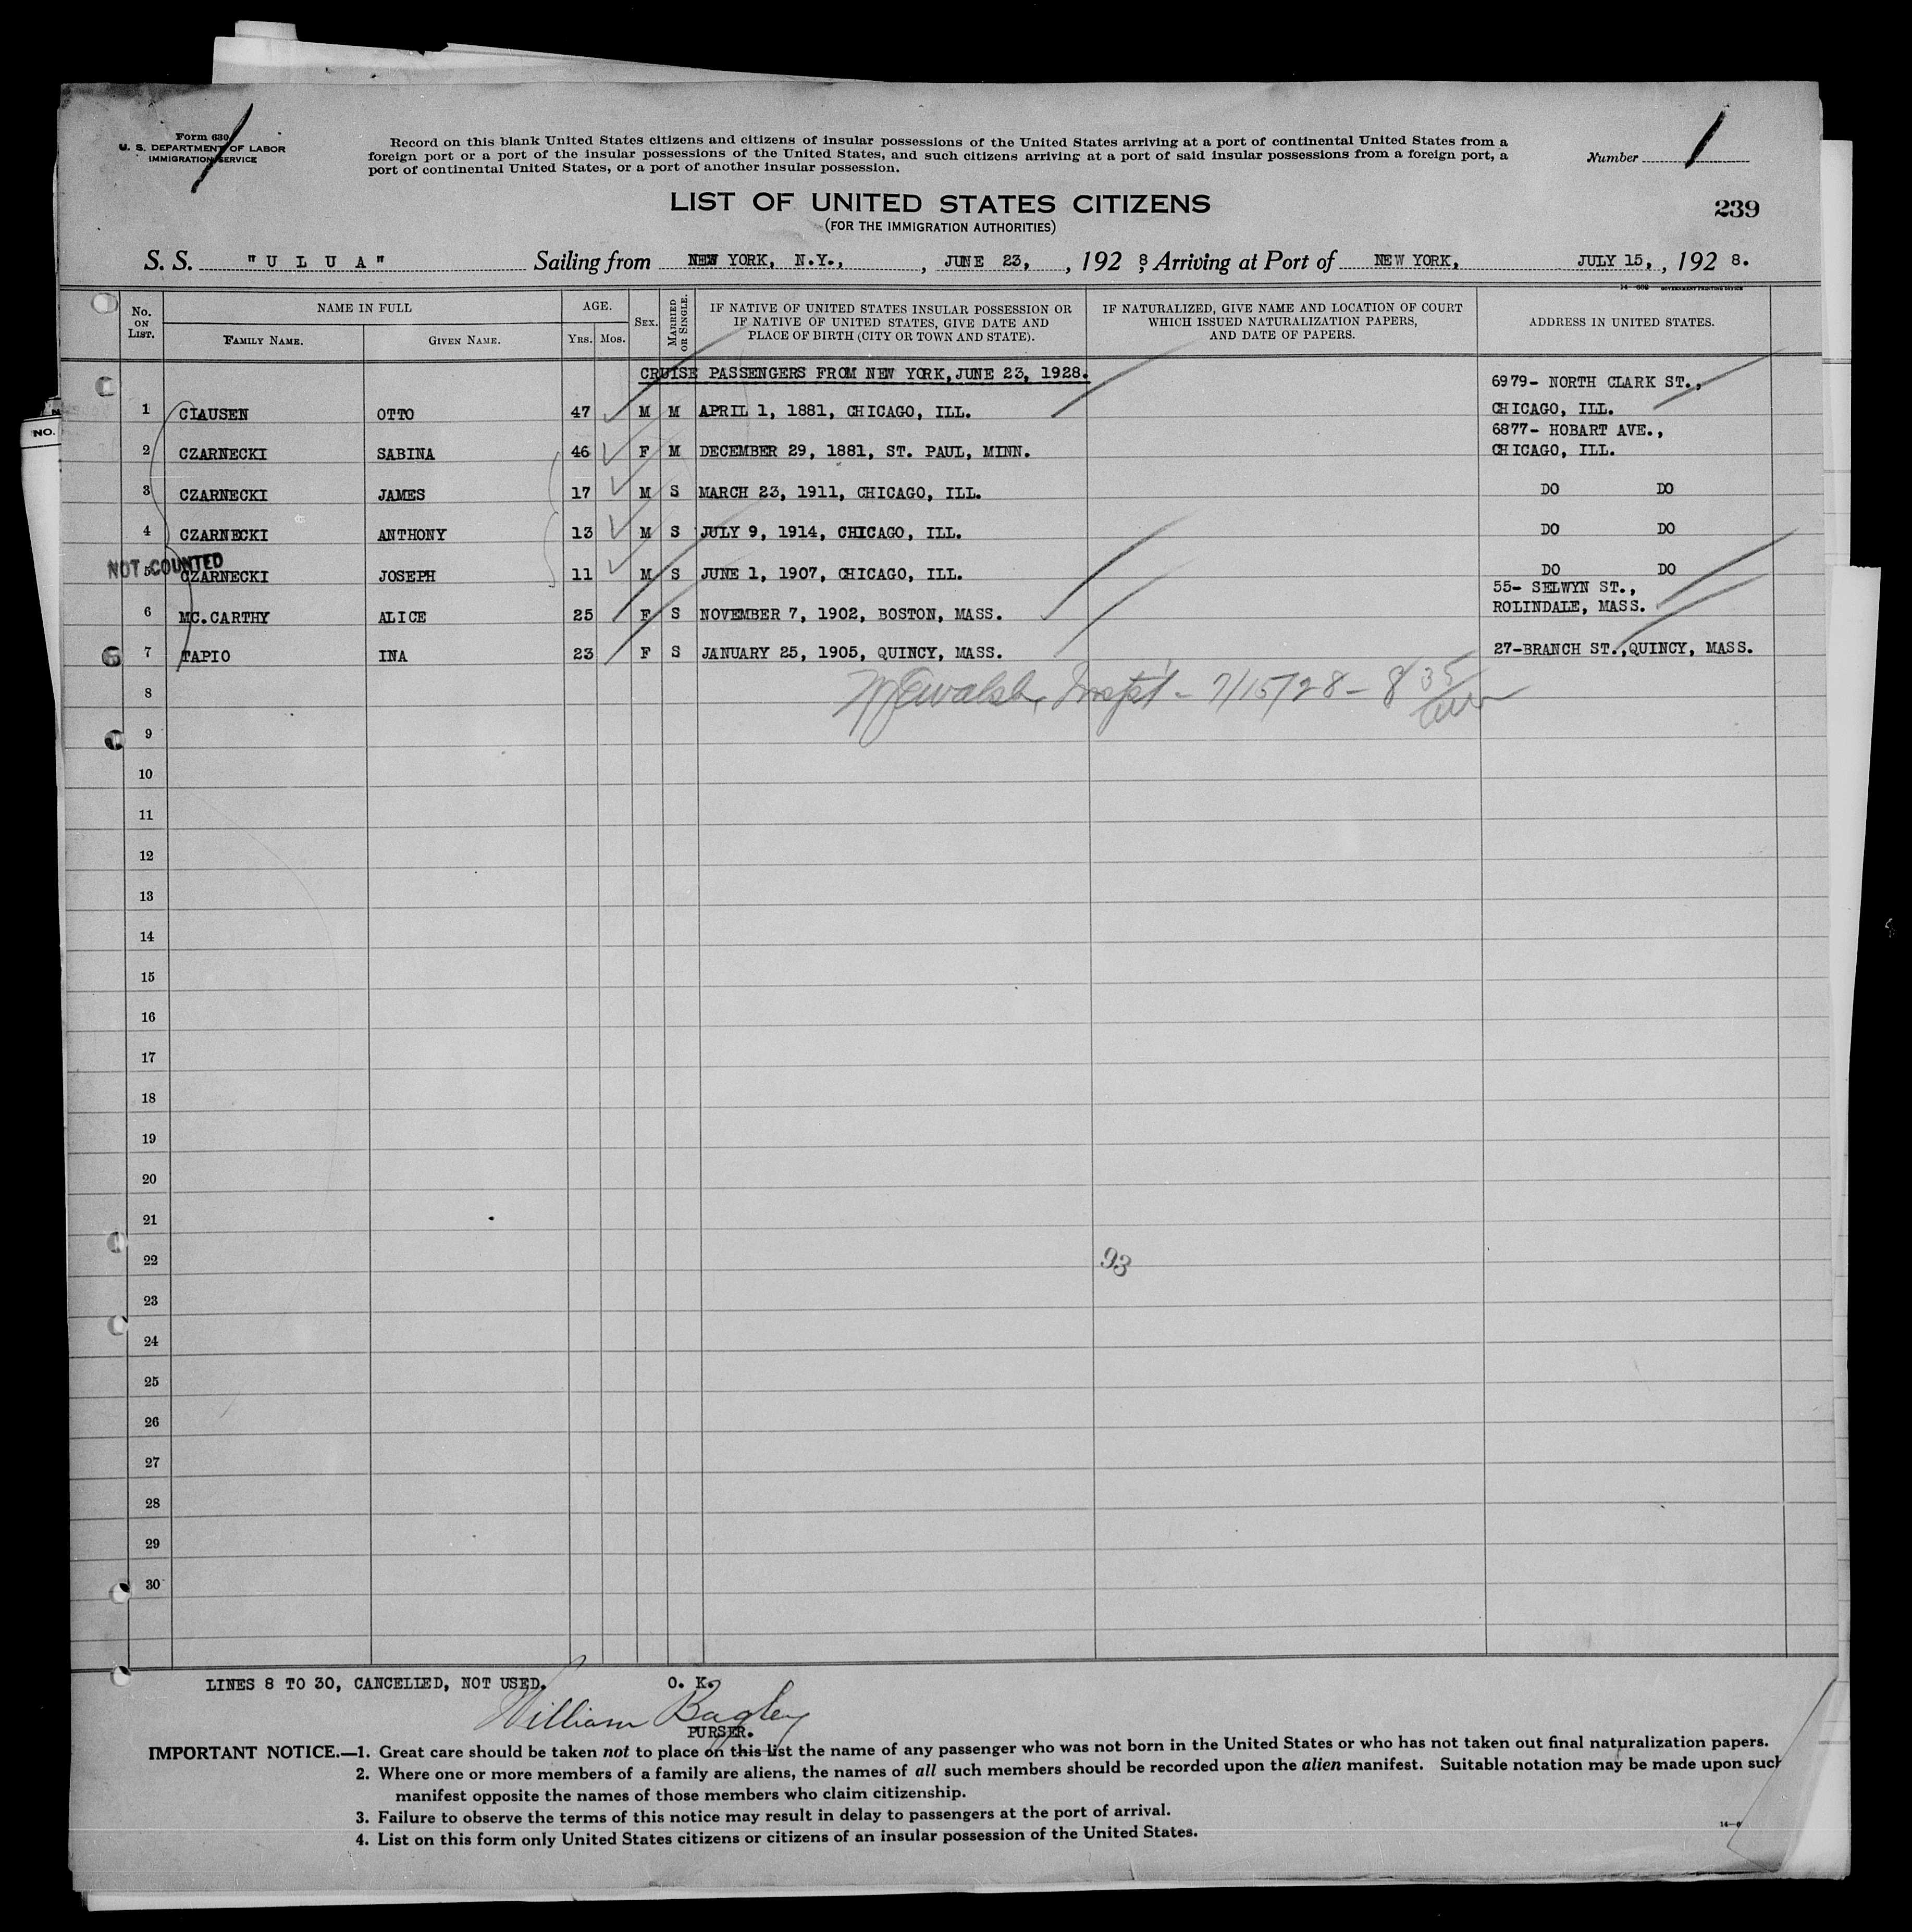 Form 630
U. S. DEPARTMENT OF LABOR
IMMIGRATION SERVICE
Record on this blank United States citizens and citizens of insular possessions of the United States arriving at a port of continental United States from a
foreign port or a port of the insular possessions of the United States, and such citizens arriving at a port of said insular possessions from a foreign port, a
port of continental United States, or a port of another insular possession.
Number 1
LIST OF UNITED STATES CITIZENS
(FOR THE IMMIGRATION AUTHORITIES)
239
S. S. "U L U A" Sailing from NEW YORK, N.Y., , JUNE 23, , 192 8, Arriving at Port of NEW YORK, JULY 15, , 192 8.
GOVERNMENT PRINTING OFFICE
No. ON LIST. NAME IN FULL FAMILY NAME. GIVEN NAME. AGE. YRS. MOS. SEX. MARRIED OR SINGLE. IF NATIVE OF UNITED STATES INSULAR POSSESSION OR IF NATIVE OF UNITED STATES, GIVE DATE AND PLACE OF BIRTH (CITY OR TOWN AND STATE). IF NATURALIZED, GIVE NAME AND LOCATION OF COURT WHICH ISSUED NATURALIZATION PAPERS, AND DATE OF PAPERS. ADDRESS IN UNITED STATES.
CRUISE PASSENGERS FROM NEW YORK, JUNE 23, 1928.
6979- NORTH CLARK ST.,
1 CLAUSEN OTTO 47 M M APRIL 1, 1881, CHICAGO, ILL. CHICAGO, ILL.
6877- HOBART AVE.,
2 CZARNECKI SABINA 46 F M DECEMBER 29, 1881, ST. PAUL, MINN. CHICAGO, ILL.
3 CZARNECKI JAMES 17 M S MARCH 23, 1911, CHICAGO, ILL. DO DO
4 CZARNECKI ANTHONY 13 M S JULY 9, 1914, CHICAGO, ILL. DO DO
NOT COUNTED
5 CZARNECKI JOSEPH 11 M S JUNE 1, 1907, CHICAGO, ILL. DO DO
55- SELWYN ST.,
6 MC.CARTHY ALICE 25 F S NOVEMBER 7, 1902, BOSTON, MASS. ROLINDALE, MASS.
7 TAPIO INA 23 F S JANUARY 25, 1905, QUINCY, MASS. 27-BRANCH ST.,QUINCY, MASS.
8 Walsh, Inspt - 7/15/28 - 8 35
9
10
11
12
13
14
15
16
17
18
19
20
21
22 93
23
24
25
26
27
28
29
30
LINES 8 TO 30, CANCELLED, NOT USED. O. K.
William Bagley
PURSER.
IMPORTANT NOTICE.—1. Great care should be taken not to place on this list the name of any passenger who was not born in the United States or who has not taken out final naturalization papers.
2. Where one or more members of a family are aliens, the names of all such members should be recorded upon the alien manifest. Suitable notation may be made upon such
manifest opposite the names of those members who claim citizenship.
3. Failure to observe the terms of this notice may result in delay to passengers at the port of arrival.
4. List on this form only United States citizens or citizens of an insular possession of the United States.
NO.